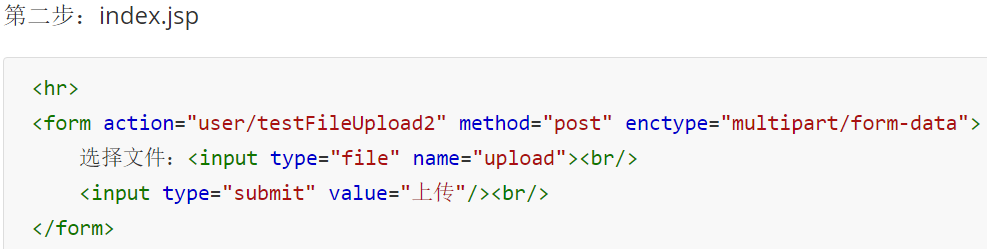 第二步：index.jsp
<hr>
<form action="user/testFileUpload2" method="post" enctype="multipart/form-data">
    选择文件：<input type="file" name="upload"><br/>
    <input type="submit" value="上传"/><br/>
</form>